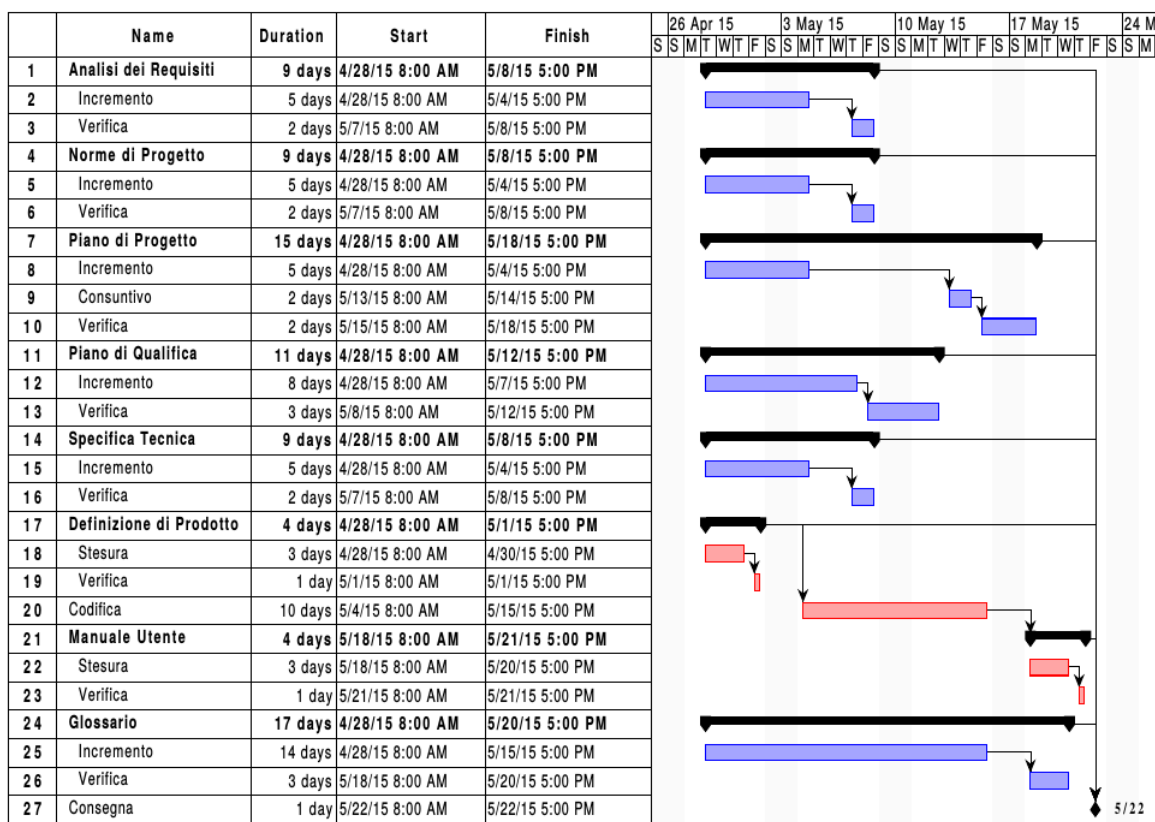 26 Apr 15 3 May 15 10 May 15 17 May 15 24 M
Name Duration Start Finish S S M T W T F S S M T W T F S S M T W T F S S M T W T F S S M
1 Analisi dei Requisiti 9 days 4/28/15 8:00 AM 5/8/15 5:00 PM
2 Incremento 5 days 4/28/15 8:00 AM 5/4/15 5:00 PM
3 Verifica 2 days 5/7/15 8:00 AM 5/8/15 5:00 PM
4 Norme di Progetto 9 days 4/28/15 8:00 AM 5/8/15 5:00 PM
5 Incremento 5 days 4/28/15 8:00 AM 5/4/15 5:00 PM
6 Verifica 2 days 5/7/15 8:00 AM 5/8/15 5:00 PM
7 Piano di Progetto 15 days 4/28/15 8:00 AM 5/18/15 5:00 PM
8 Incremento 5 days 4/28/15 8:00 AM 5/4/15 5:00 PM
9 Consuntivo 2 days 5/13/15 8:00 AM 5/14/15 5:00 PM
10 Verifica 2 days 5/15/15 8:00 AM 5/18/15 5:00 PM
11 Piano di Qualifica 11 days 4/28/15 8:00 AM 5/12/15 5:00 PM
12 Incremento 8 days 4/28/15 8:00 AM 5/7/15 5:00 PM
13 Verifica 3 days 5/8/15 8:00 AM 5/12/15 5:00 PM
14 Specifica Tecnica 9 days 4/28/15 8:00 AM 5/8/15 5:00 PM
15 Incremento 5 days 4/28/15 8:00 AM 5/4/15 5:00 PM
16 Verifica 2 days 5/7/15 8:00 AM 5/8/15 5:00 PM
17 Definizione di Prodotto 4 days 4/28/15 8:00 AM 5/1/15 5:00 PM
18 Stesura 3 days 4/28/15 8:00 AM 4/30/15 5:00 PM
19 Verifica 1 day 5/1/15 8:00 AM 5/1/15 5:00 PM
20 Codifica 10 days 5/4/15 8:00 AM 5/15/15 5:00 PM
21 Manuale Utente 4 days 5/18/15 8:00 AM 5/21/15 5:00 PM
22 Stesura 3 days 5/18/15 8:00 AM 5/20/15 5:00 PM
23 Verifica 1 day 5/21/15 8:00 AM 5/21/15 5:00 PM
24 Glossario 17 days 4/28/15 8:00 AM 5/20/15 5:00 PM
25 Incremento 14 days 4/28/15 8:00 AM 5/15/15 5:00 PM
26 Verifica 3 days 5/18/15 8:00 AM 5/20/15 5:00 PM
27 Consegna 1 day 5/22/15 8:00 AM 5/22/15 5:00 PM 5/22